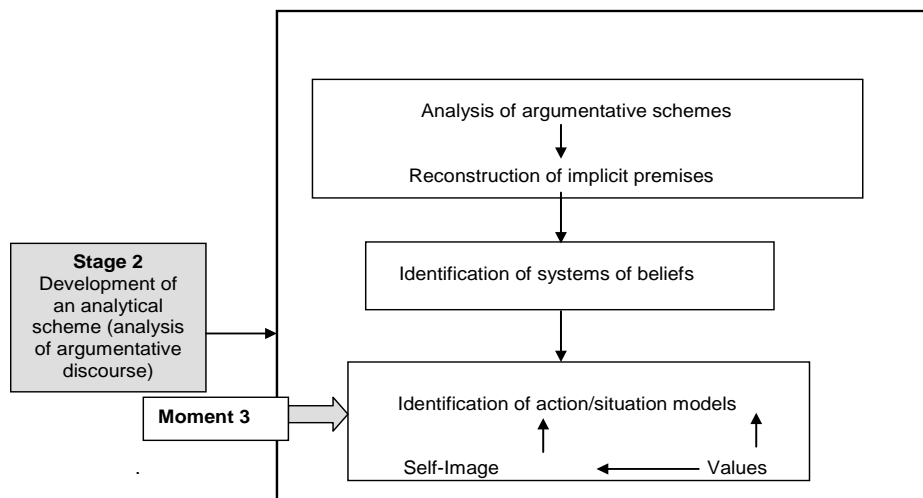 Analysis of argumentative schemes
Reconstruction of implicit premises
Identification of systems of beliefs
Stage 2
Development of
an analytical
scheme (analysis
of argumentative
discourse)
Moment 3
Identification of action/situation models
Self-Image
Values
.